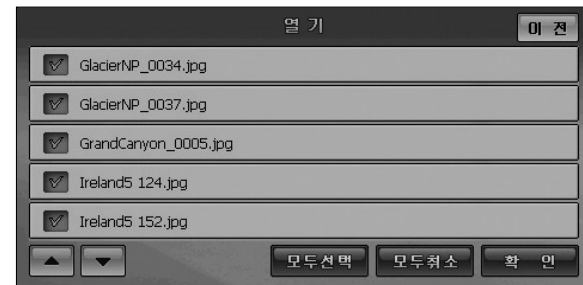 열 기
이 전
GlacierNP_0034.jpg
GlacierNP_0037.jpg
GrandCanyon_0005.jpg
Ireland5 124.jpg
Ireland5 152.jpg
모두선택 모두취소 확 인